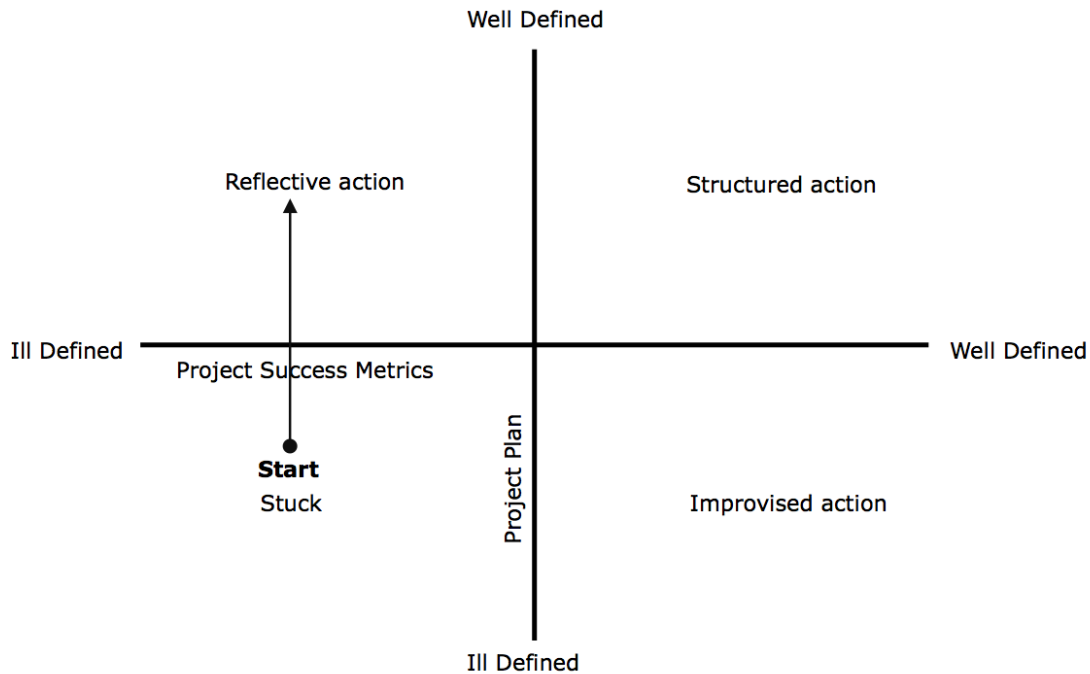 Well Defined
Reflective action
Structured action
Ill Defined
Well Defined
Project Success Metrics
Project Plan
Start
Stuck
Improvised action
Ill Defined